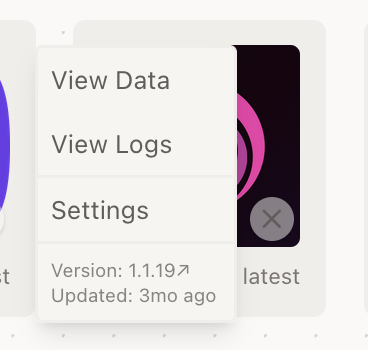 View Data
View Logs
Settings
Version: 1.1.19↗
Updated: 3mo ago
latest